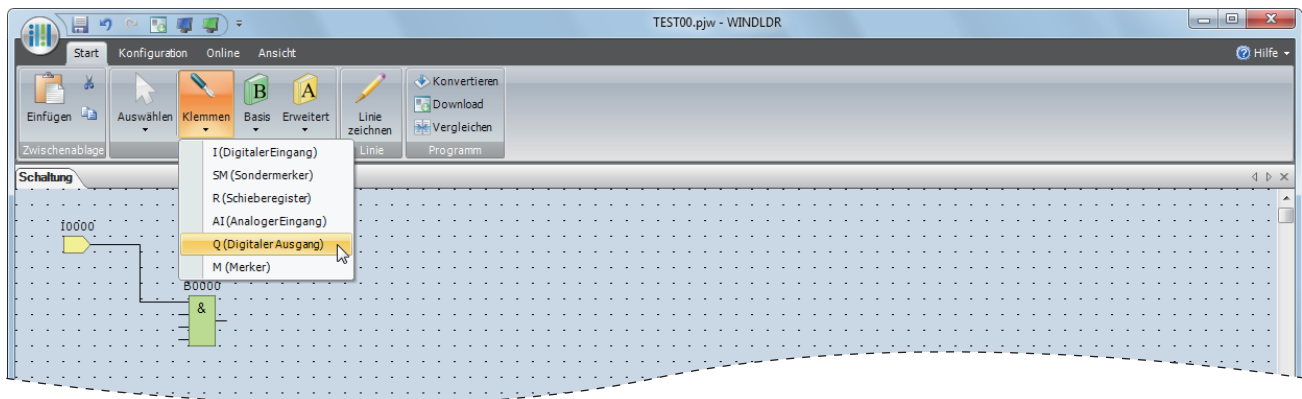 TEST00.pjw - WINDLDR
Start Konfiguration Online Ansicht Hilfe
Einfügen
Auswählen
Klemmen
B
Basis
A
Erweitert
Linie
zeichnen
Konvertieren
Download
Vergleichen
Zwischenablage
Linie
Programm
I(DigitalerEingang)
SM (Sondermerker)
R (Schieberegister)
AI(AnalogerEingang)
Q (Digitaler Ausgang)
M (Merker)
Schaltung
I0000
B0000
&